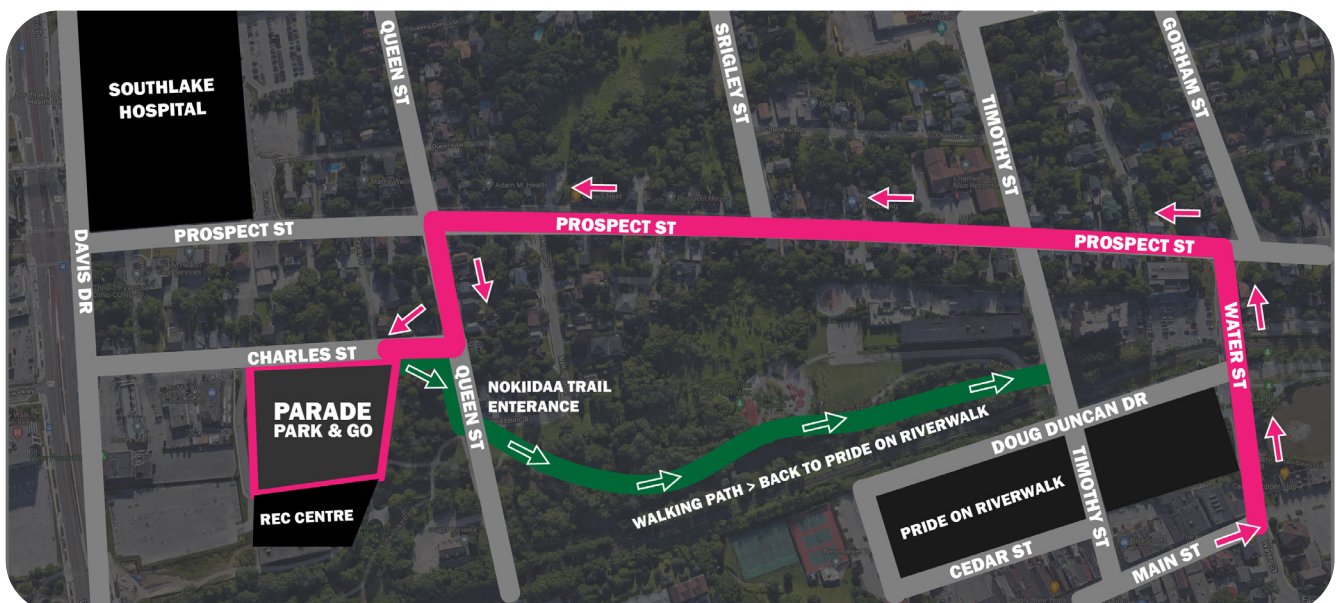 SOUTHLAKE
HOSPITAL
QUEEN ST
SRIGLEY ST
TIMOTHY ST
GORHAM ST
DAVIS DR
PROSPECT ST
PROSPECT ST
PROSPECT ST
WATER ST
CHARLES ST
PARADE
PARK & GO
REC CENTRE
QUEEN ST
NOKIIDAA TRAIL
ENTERANCE
WALKING PATH > BACK TO PRIDE ON RIVERWALK
DOUG DUNCAN DR
PRIDE ON RIVERWALK
TIMOTHY ST
CEDAR ST
MAIN ST